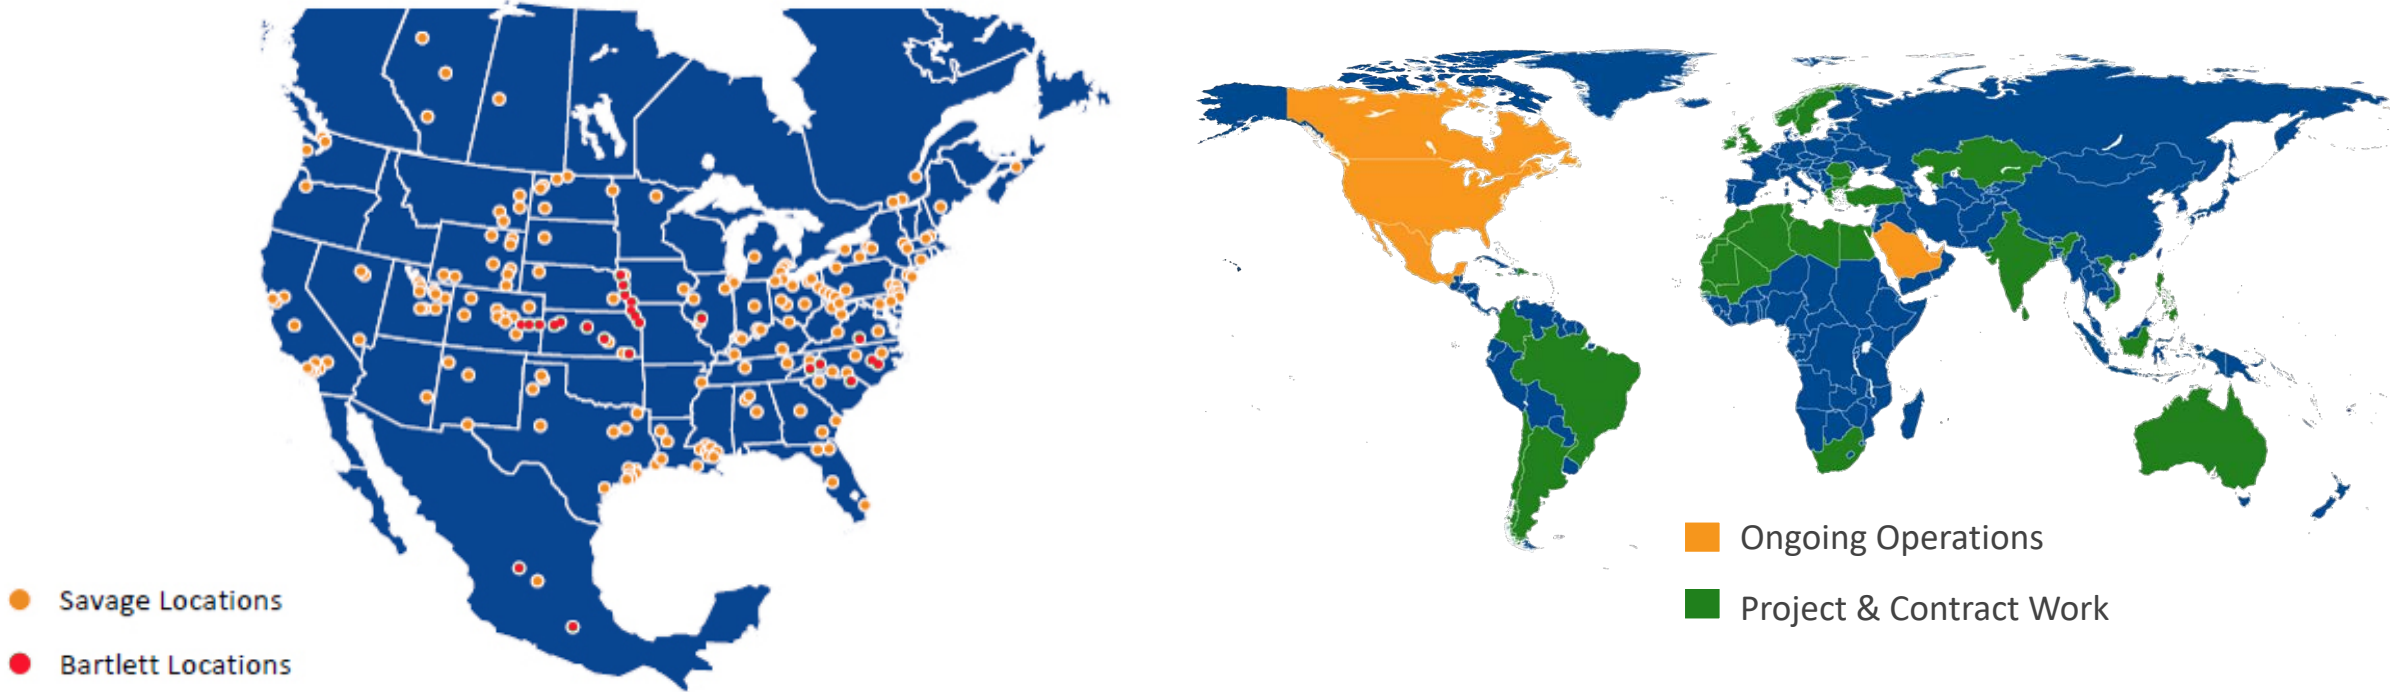 Savage Locations
Bartlett Locations
Ongoing Operations
Project & Contract Work